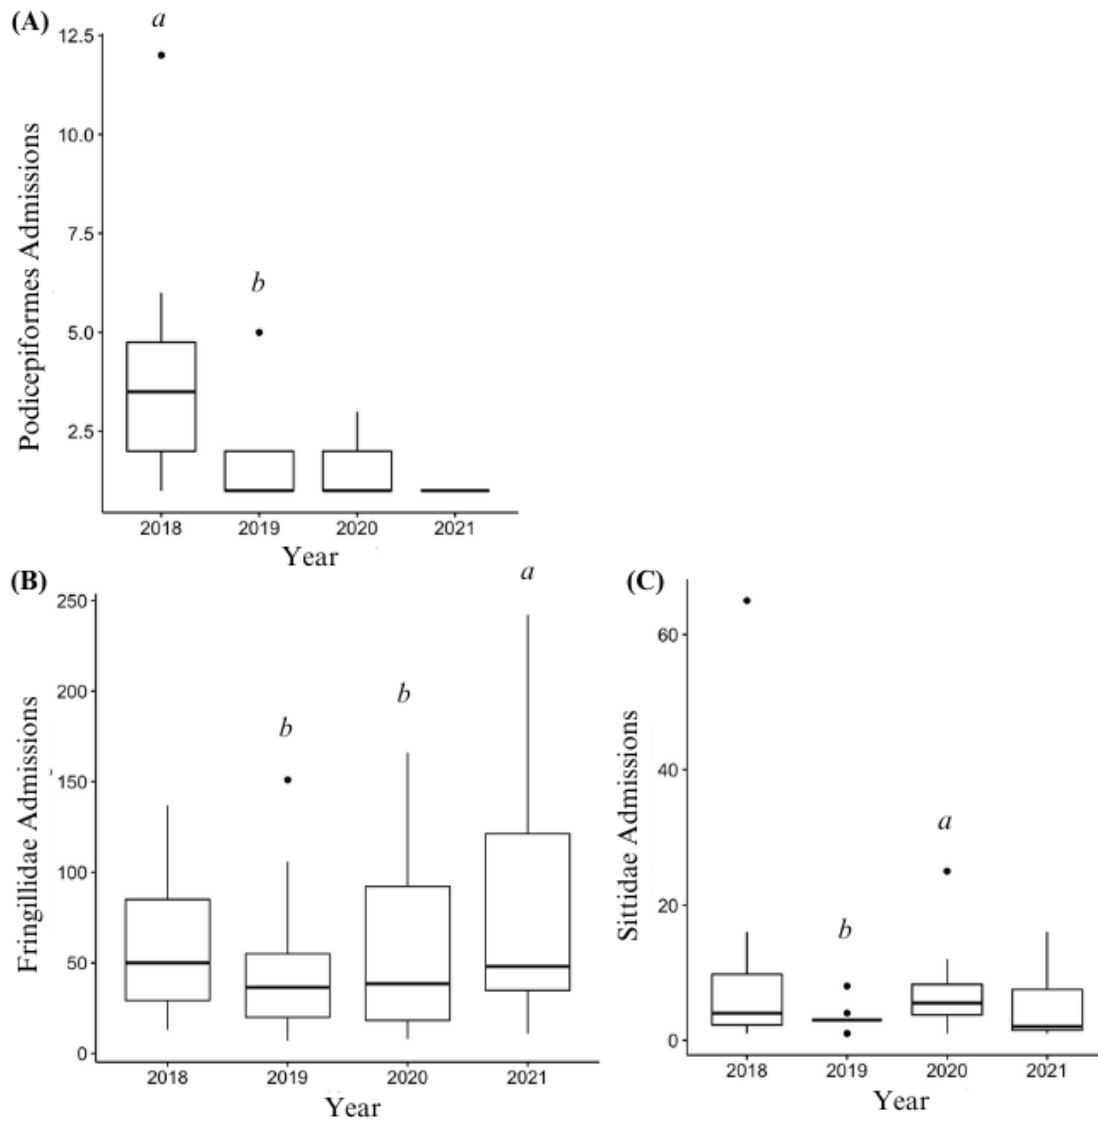 (A)
a
12.5
10.0
7.5
5.0
2.5
b
Podicepiformes Admissions
2018 2019 2020 2021
Year
(B)
a
250
200
150
100
50
0
b
b
Fringillidae Admissions
2018 2019 2020 2021
Year
(C)
60
40
20
0
a
b
Sittidae Admissions
2018 2019 2020 2021
Year